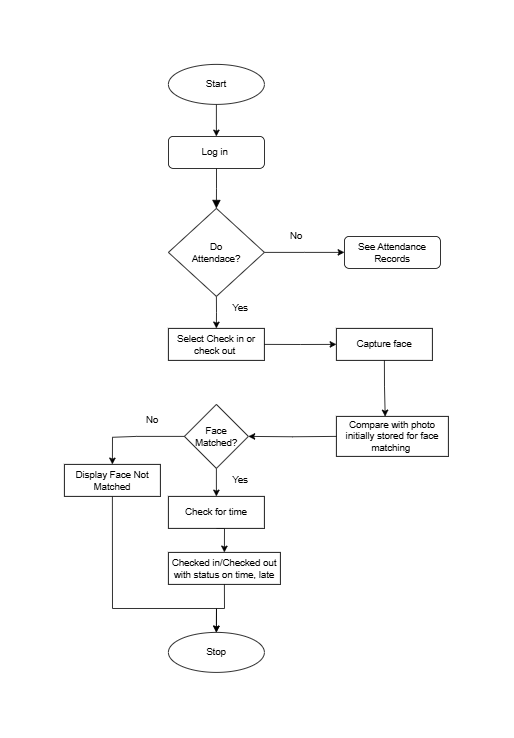 Start
Log in
Do
Attendace?
No
See Attendance
Records
Yes
Select Check in or
check out
Capture face
Compare with photo
initially stored for face
matching
Face
Matched?
No
Display Face Not
Matched
Yes
Check for time
Checked in/Checked out
with status on time, late
Stop